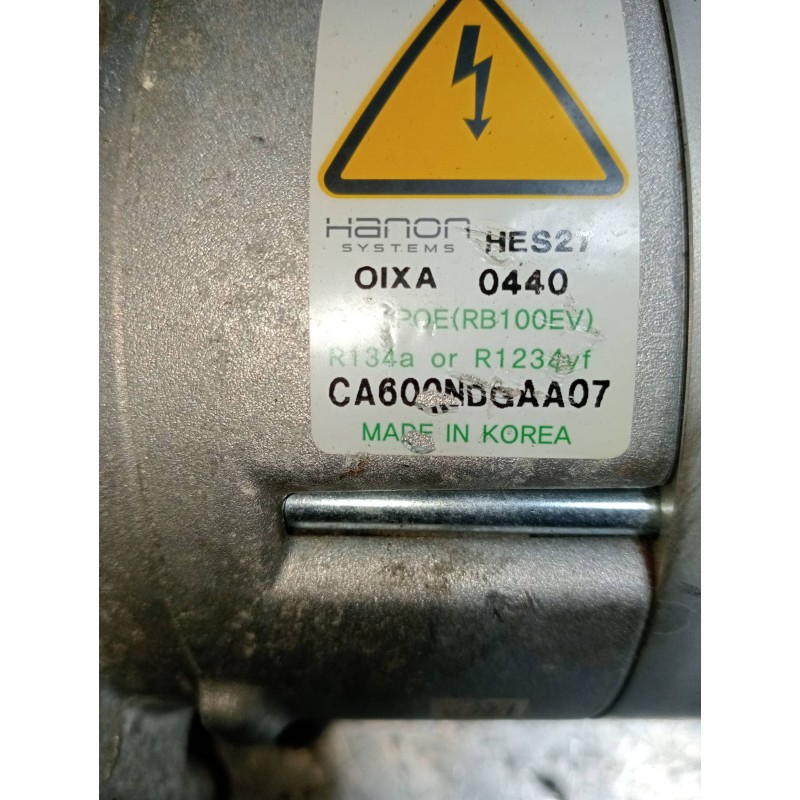 Hanon
SYSTEMS HES27
OIXA 0440
POE(RB100EV)
R134a or R1234yf
CA600NDGAA07
MADE IN KOREA